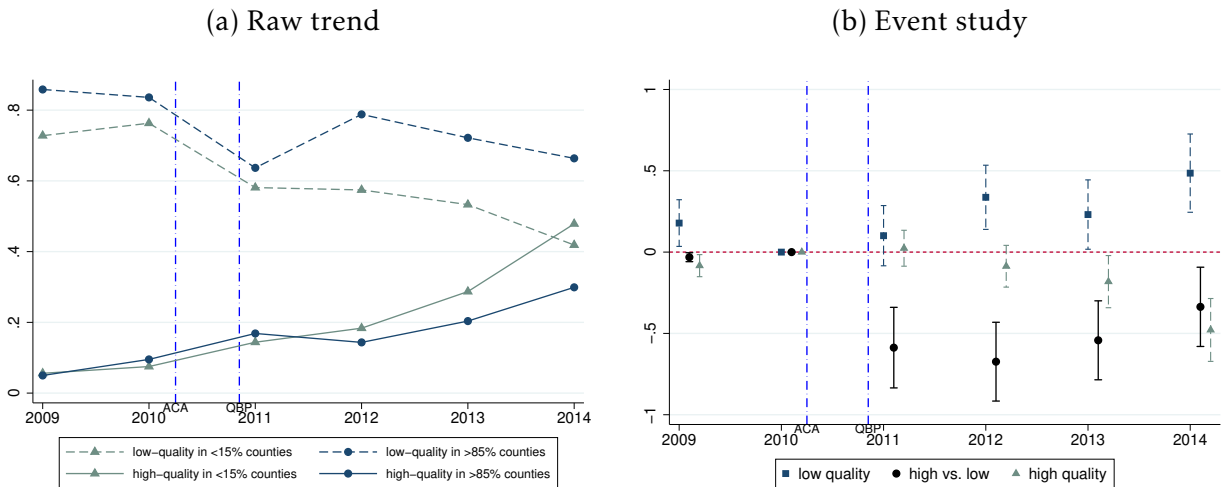 (a) Raw trend
.8
.6
.4
.2
0
2009 2010 2011 2012 2013 2014
ACA QBP
low−quality in <15% counties low−quality in >85% counties
high−quality in <15% counties high−quality in >85% counties
(b) Event study
1
.5
0
−.5
−1
2009 2010 2011 2012 2013 2014
ACA QBP
low quality high vs. low high quality